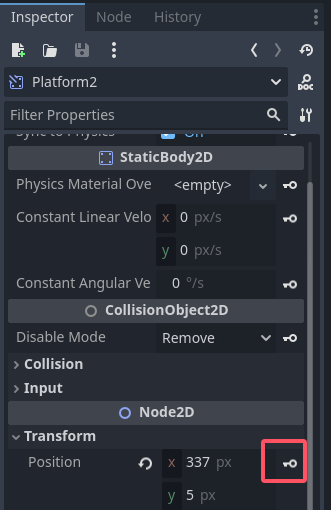 Inspector Node History
Platform2 DOC
Filter Properties
Sync to Physics On
StaticBody2D
Physics Material Ove <empty>
Constant Linear Velo x 0 px/s
y 0 px/s
Constant Angular Ve 0 °/s
CollisionObject2D
Disable Mode Remove
Collision
Input
Node2D
Transform
Position x 337 px
y 5 px